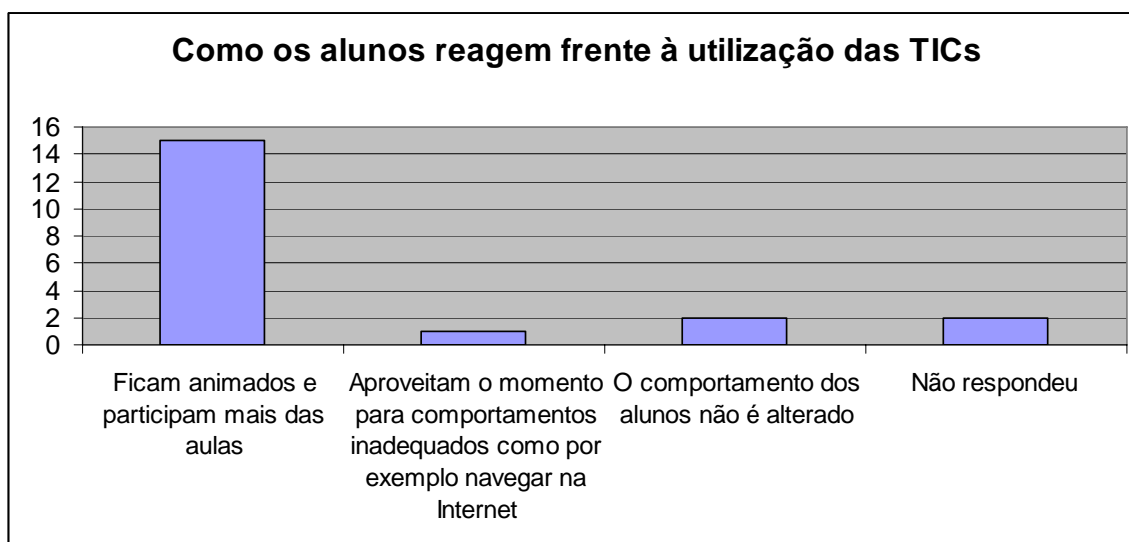 Como os alunos reagem frente à utilização das TICs
16
14
12
10
8
6
4
2
0
Ficam animados e
participam mais das
aulas
Aproveitam o momento
para comportamentos
inadequados como por
exemplo navegar na
Internet
O comportamento dos
alunos não é alterado
Não respondeu